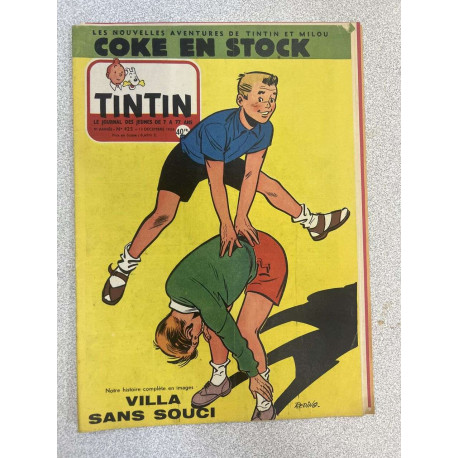 LES NOUVELLES AVENTURES DE TINTIN ET MILOU
COKE EN STOCK
TINTIN
LE JOURNAL DES JEUNES DE 7 A 77 ANS
Notre histoire complète en images
VILLA
SANS SOUCI
REDING